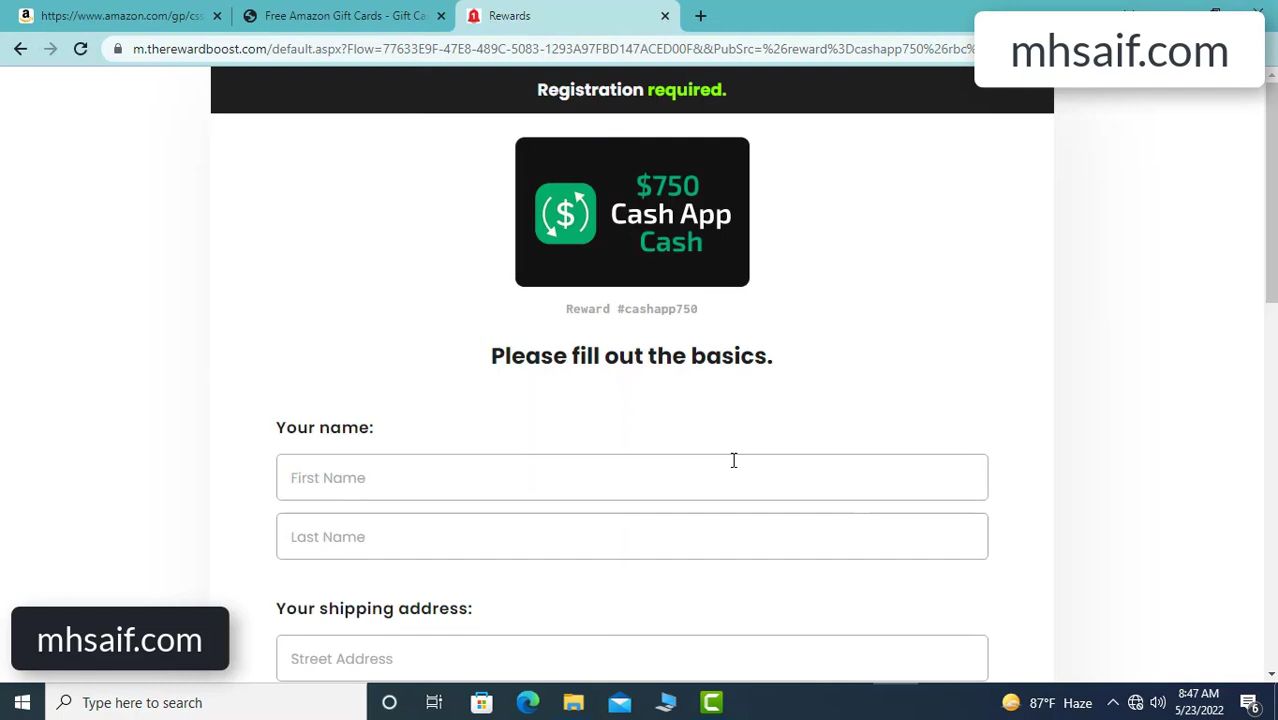 https://www.amazon.com/gp/css
Free Amazon Gift Cards - Gift Ca
Rewards
m.therewardboost.com/default.aspx?Flow=77633E9F-47E8-489C-5083-1293A97FBD147ACED00F&&PubSrc=%26reward%3Dcashapp750%26rbc%
mhsaif.com
Registration required.
$750
Cash App
Cash
Reward #cashapp750
Please fill out the basics.
Your name:
First Name
Last Name
Your shipping address:
Street Address
mhsaif.com
Type here to search
87°F Haze
8:47 AM
5/23/2022
6